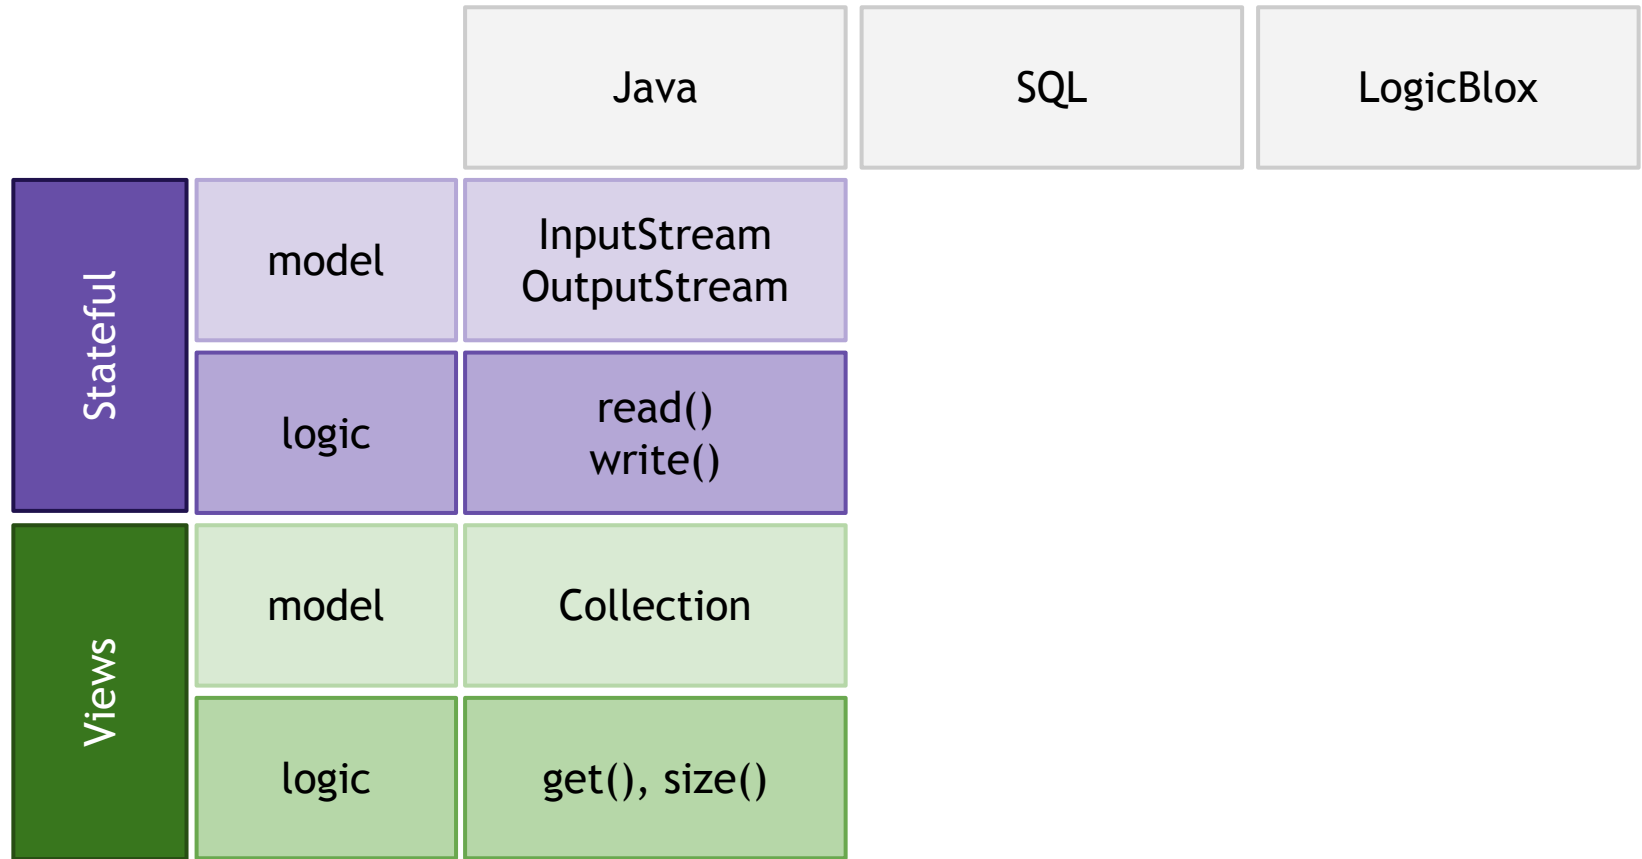 Java
SQL
LogicBlox
Stateful
model
InputStream
OutputStream
logic
read()
write()
Views
model
Collection
logic
get(), size()